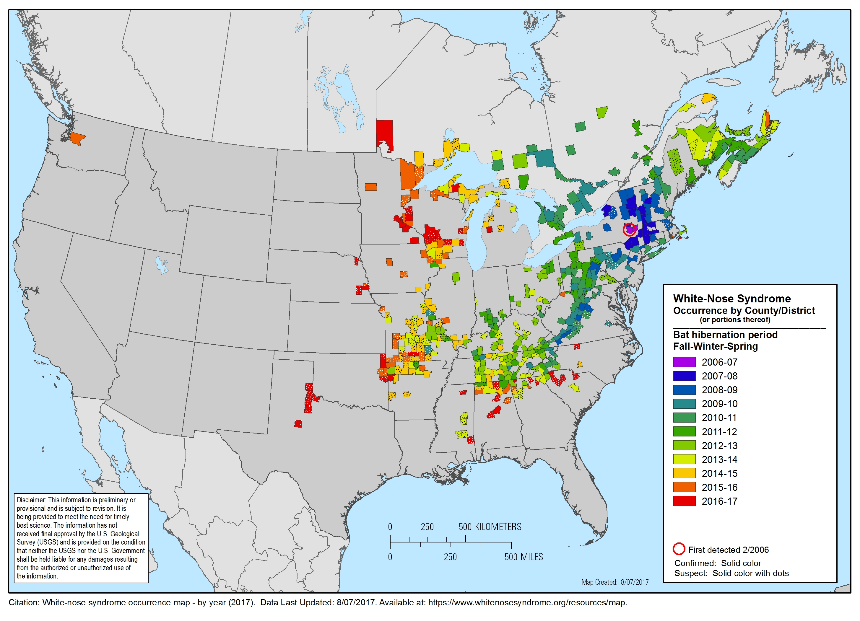 White-Nose Syndrome
Occurrence by County/District
(or portions thereof)
Bat hibernation period
Fall-Winter-Spring
2006-07
2007-08
2008-09
2009-10
2010-11
2011-12
2012-13
2013-14
2014-15
2015-16
2016-17
First detected 2/2006
Confirmed: Solid color
Suspect: Solid color with dots
Disclaimer: This information is preliminary or
provisional and is subject to revision. It is
being provided to meet the need for timely
best science. The information has not
received final approval by the U.S. Geological
Survey (USGS) and is provided on the condition
that neither the USGS nor the U.S. Government
shall be held liable for any damages resulting
from the authorized or unauthorized use of
the information.
0 250 500 KILOMETERS
0 250 500 MILES
Map Created: 8/07/2017
Citation: White-nose syndrome occurrence map - by year (2017). Data Last Updated: 8/07/2017. Available at: https://www.whitenosesyndrome.org/resources/map.